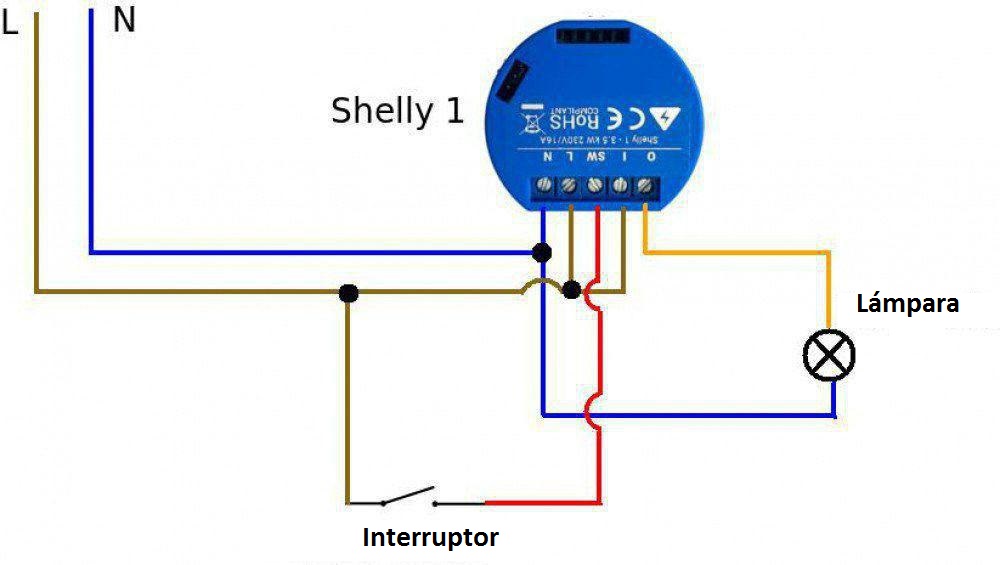 L
N
Shelly 1
N L SW I O
Shelly 1 - 3.5 kW 230V/16A
RoHS
COMPLIANT
CE
Lámpara
Interruptor